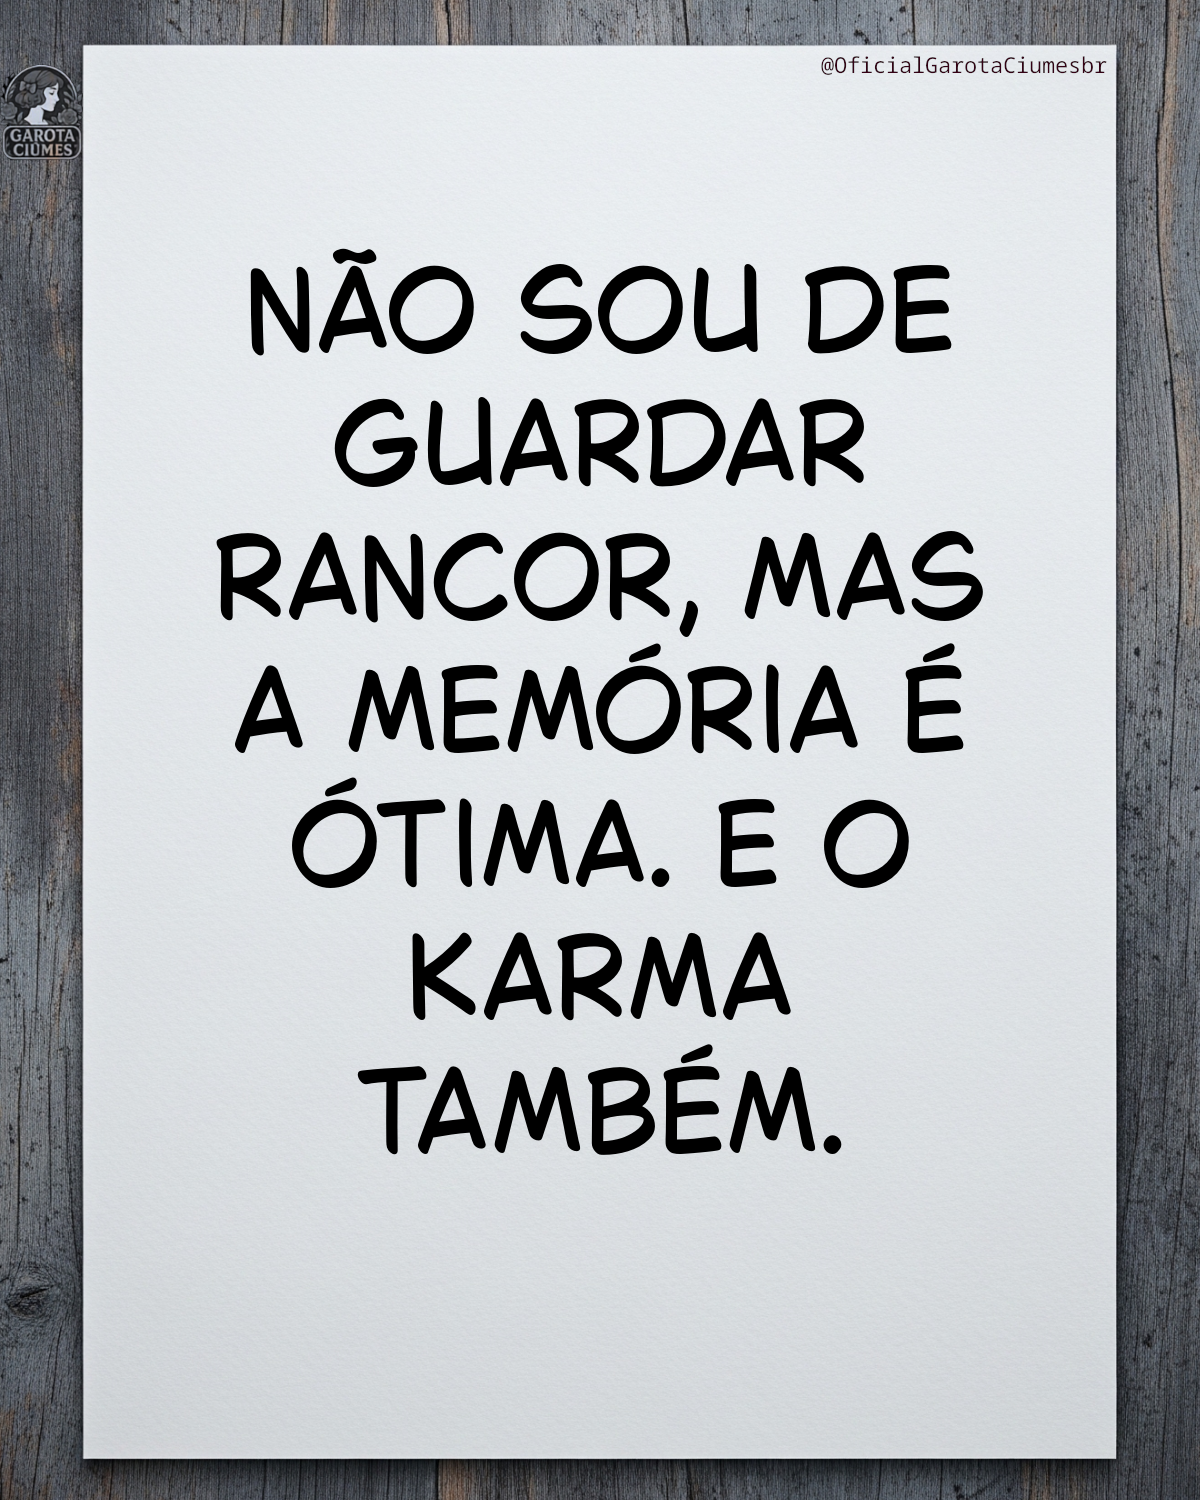 @OficialGarotaCiumesbr
GAROTA
CIUMES
NÃO SOU DE
GUARDAR
RANCOR, MAS
A MEMÓRIA É
ÓTIMA. E O
KARMA
TAMBÉM.